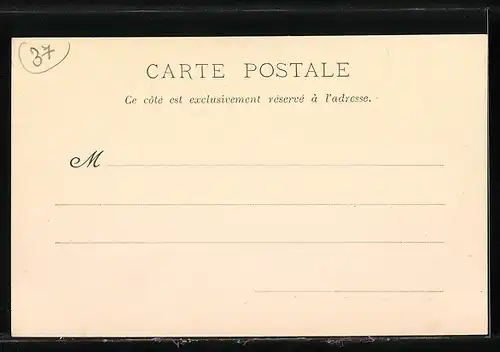 37
CARTE POSTALE
Ce côté est exclusivement réservé à l'adresse.
M